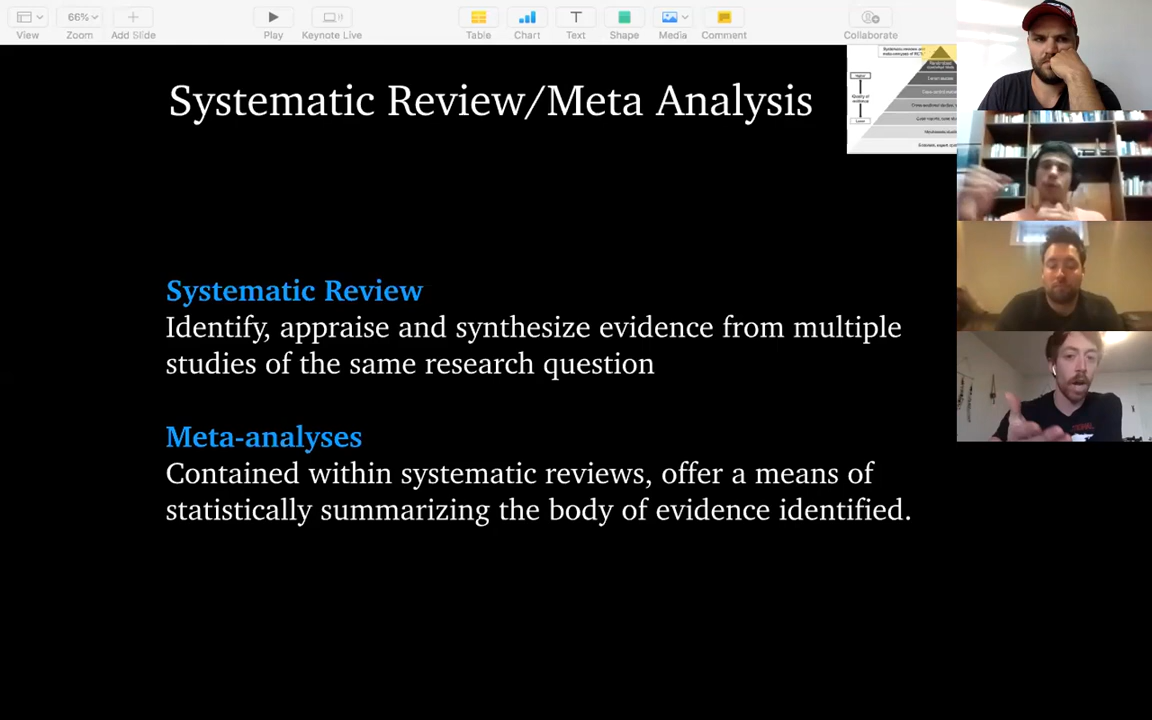 66%
View
Zoom
Add Slide
Play
Keynote Live
Table
Chart
Text
Shape
Media
Comment
Collaborate
Systematic Review/Meta Analysis
Systematic Review
Identify, appraise and synthesize evidence from multiple
studies of the same research question
Meta-analyses
Contained within systematic reviews, offer a means of
statistically summarizing the body of evidence identified.